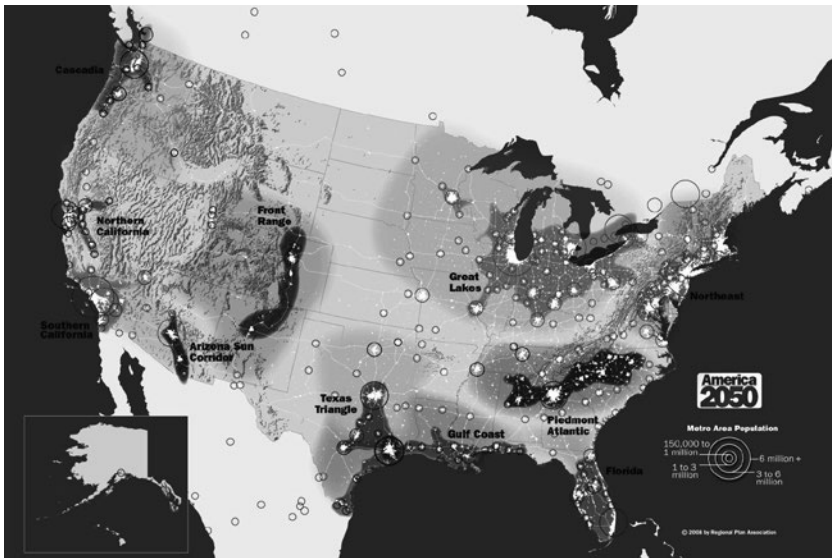 Cascadia
Northern
California
Southern
California
Arizona Sun
Corridor
Front
Range
Texas
Triangle
Gulf Coast
Great
Lakes
Piedmont
Atlantic
Florida
Northeast
America
2050
Metro Area Population
150,000 to
1 million
1 to 3
million
6 million +
3 to 6
million
© 2008 by Regional Plan Association